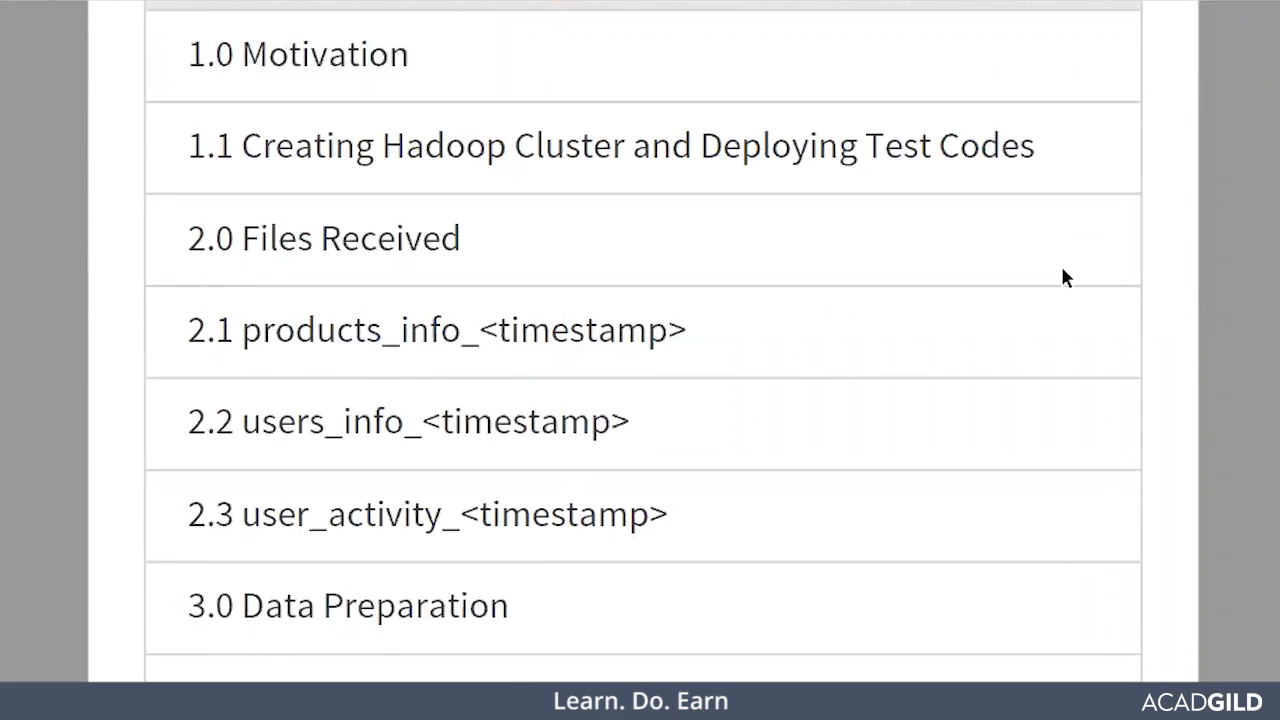 1.0 Motivation
1.1 Creating Hadoop Cluster and Deploying Test Codes
2.0 Files Received
2.1 products_info_<timestamp>
2.2 users_info_<timestamp>
2.3 user_activity_<timestamp>
3.0 Data Preparation
Learn. Do. Earn
ACADGILD